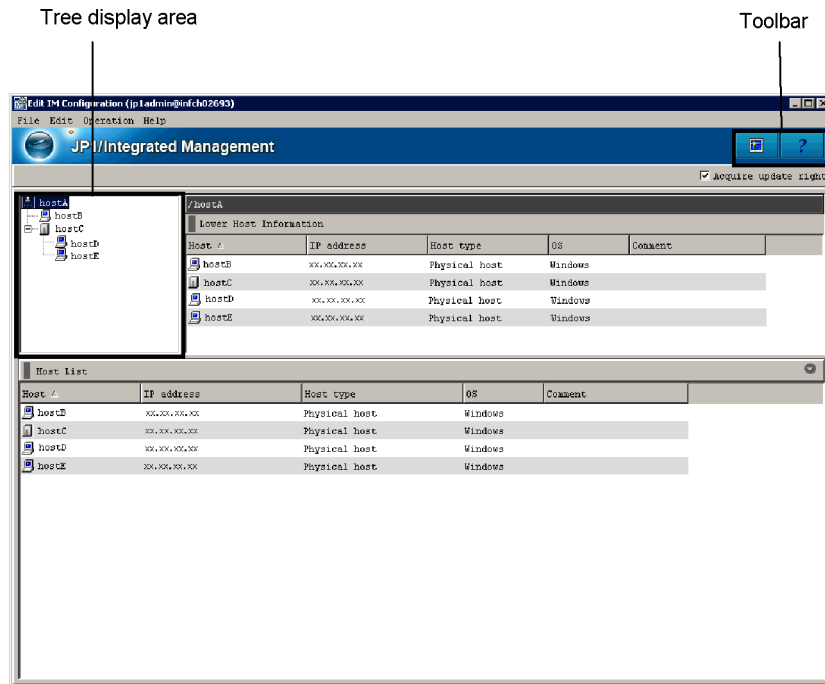 Tree display area
Toolbar
Edit IM Configuration (jp1admin@infch02693)
File Edit Operation Help
JP1/Integrated Management
?
Acquire update right
hostA
hostB
hostC
hostD
hostE
/hostA
Lower Host Information
Host IP address Host type OS Comment
hostB xx.xx.xx.xx Physical host Windows
hostC xx.xx.xx.xx Physical host Windows
hostD xx.xx.xx.xx Physical host Windows
hostE xx.xx.xx.xx Physical host Windows
Host List
Host IP address Host type OS Comment
hostB xx.xx.xx.xx Physical host Windows
hostC xx.xx.xx.xx Physical host Windows
hostD xx.xx.xx.xx Physical host Windows
hostE xx.xx.xx.xx Physical host Windows